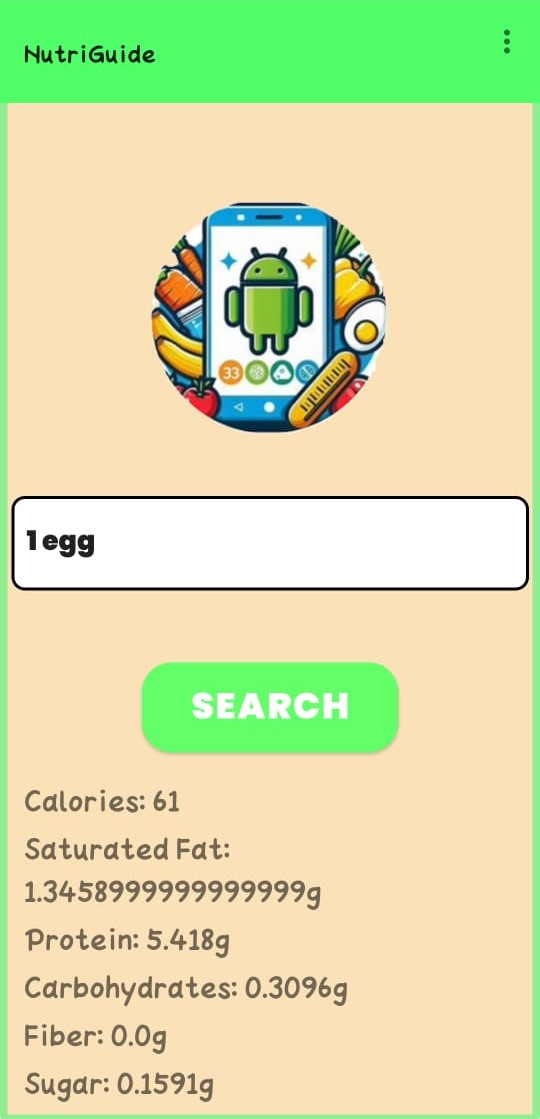 NutriGuide
33
1 egg
SEARCH
Calories: 61
Saturated Fat:
1.3458999999999999g
Protein: 5.418g
Carbohydrates: 0.3096g
Fiber: 0.0g
Sugar: 0.1591g